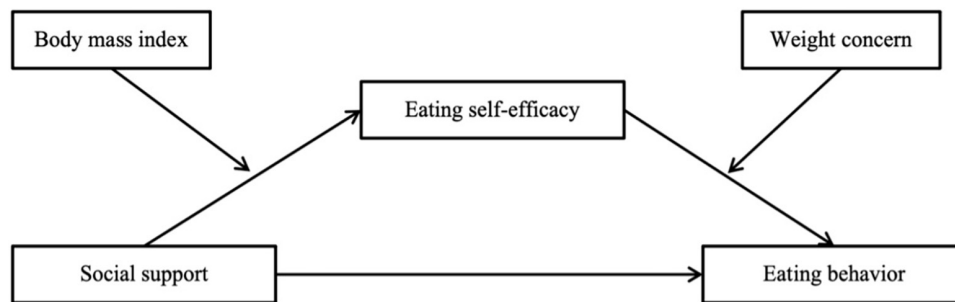 Body mass index
Weight concern
Eating self-efficacy
Social support
Eating behavior